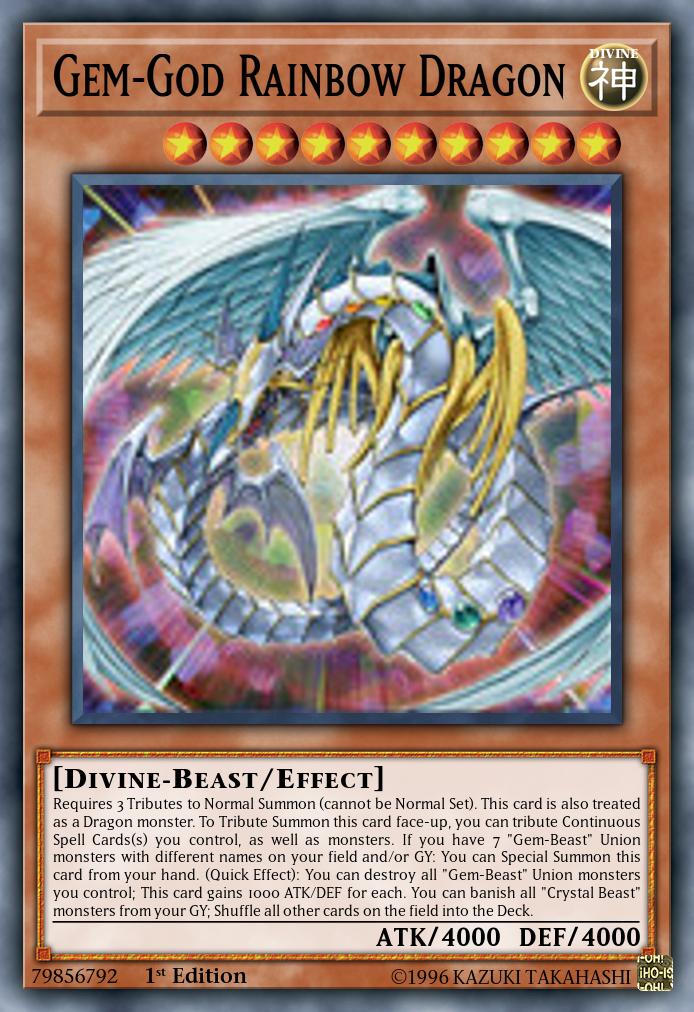 Gem-God Rainbow Dragon
DIVINE
神
[Divine-Beast/Effect]
Requires 3 Tributes to Normal Summon (cannot be Normal Set). This card is also treated
as a Dragon monster. To Tribute Summon this card face-up, you can tribute Continuous
Spell Cards(s) you control, as well as monsters. If you have 7 "Gem-Beast" Union
monsters with different names on your field and/or GY: You can Special Summon this
card from your hand. (Quick Effect): You can destroy all "Gem-Beast" Union monsters
you control; This card gains 1000 ATK/DEF for each. You can banish all "Crystal Beast"
monsters from your GY; Shuffle all other cards on the field into the Deck.
ATK/4000 DEF/4000
79856792 1st Edition ©1996 KAZUKI TAKAHASHI